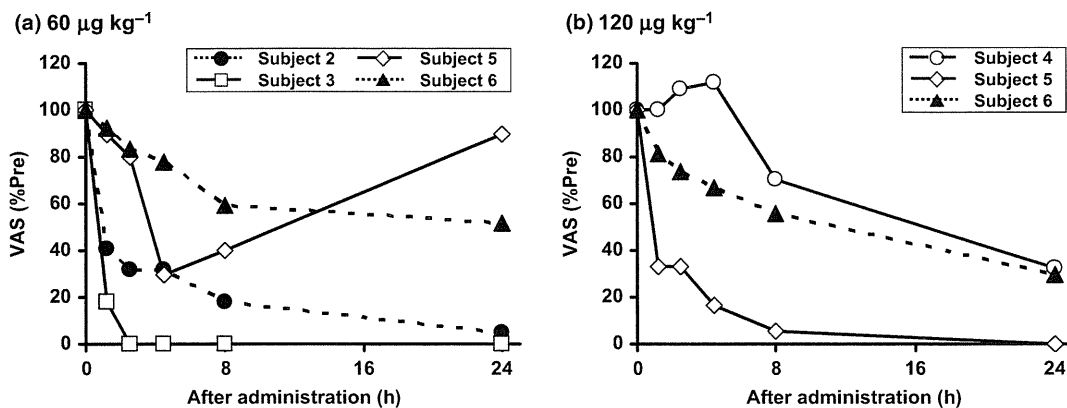 (a) 60 µg kg–1
Subject 2 Subject 5
Subject 3 Subject 6
120
100
80
60
40
20
0
VAS (%Pre)
0 8 16 24
After administration (h)
(b) 120 µg kg–1
Subject 4
Subject 5
Subject 6
120
100
80
60
40
20
0
VAS (%Pre)
0 8 16 24
After administration (h)